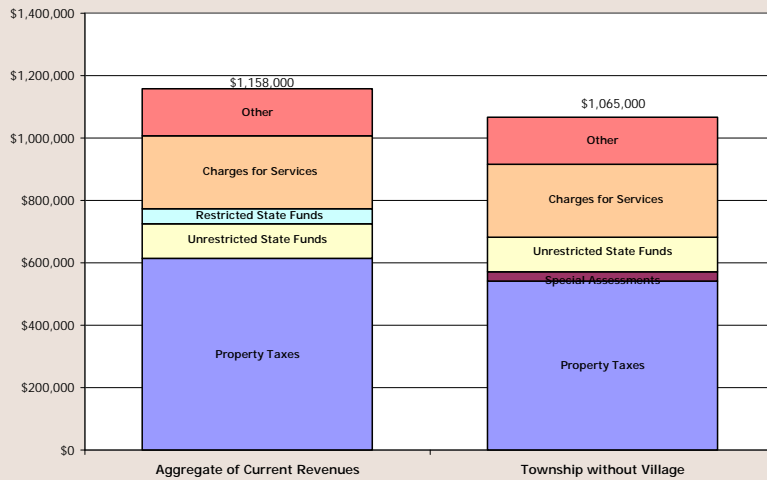 $1,400,000
$1,200,000
$1,000,000
$800,000
$600,000
$400,000
$200,000
$0
$1,158,000
Other
Charges for Services
Restricted State Funds
Unrestricted State Funds
Property Taxes
Aggregate of Current Revenues
$1,065,000
Other
Charges for Services
Unrestricted State Funds
Special Assessments
Property Taxes
Township without Village